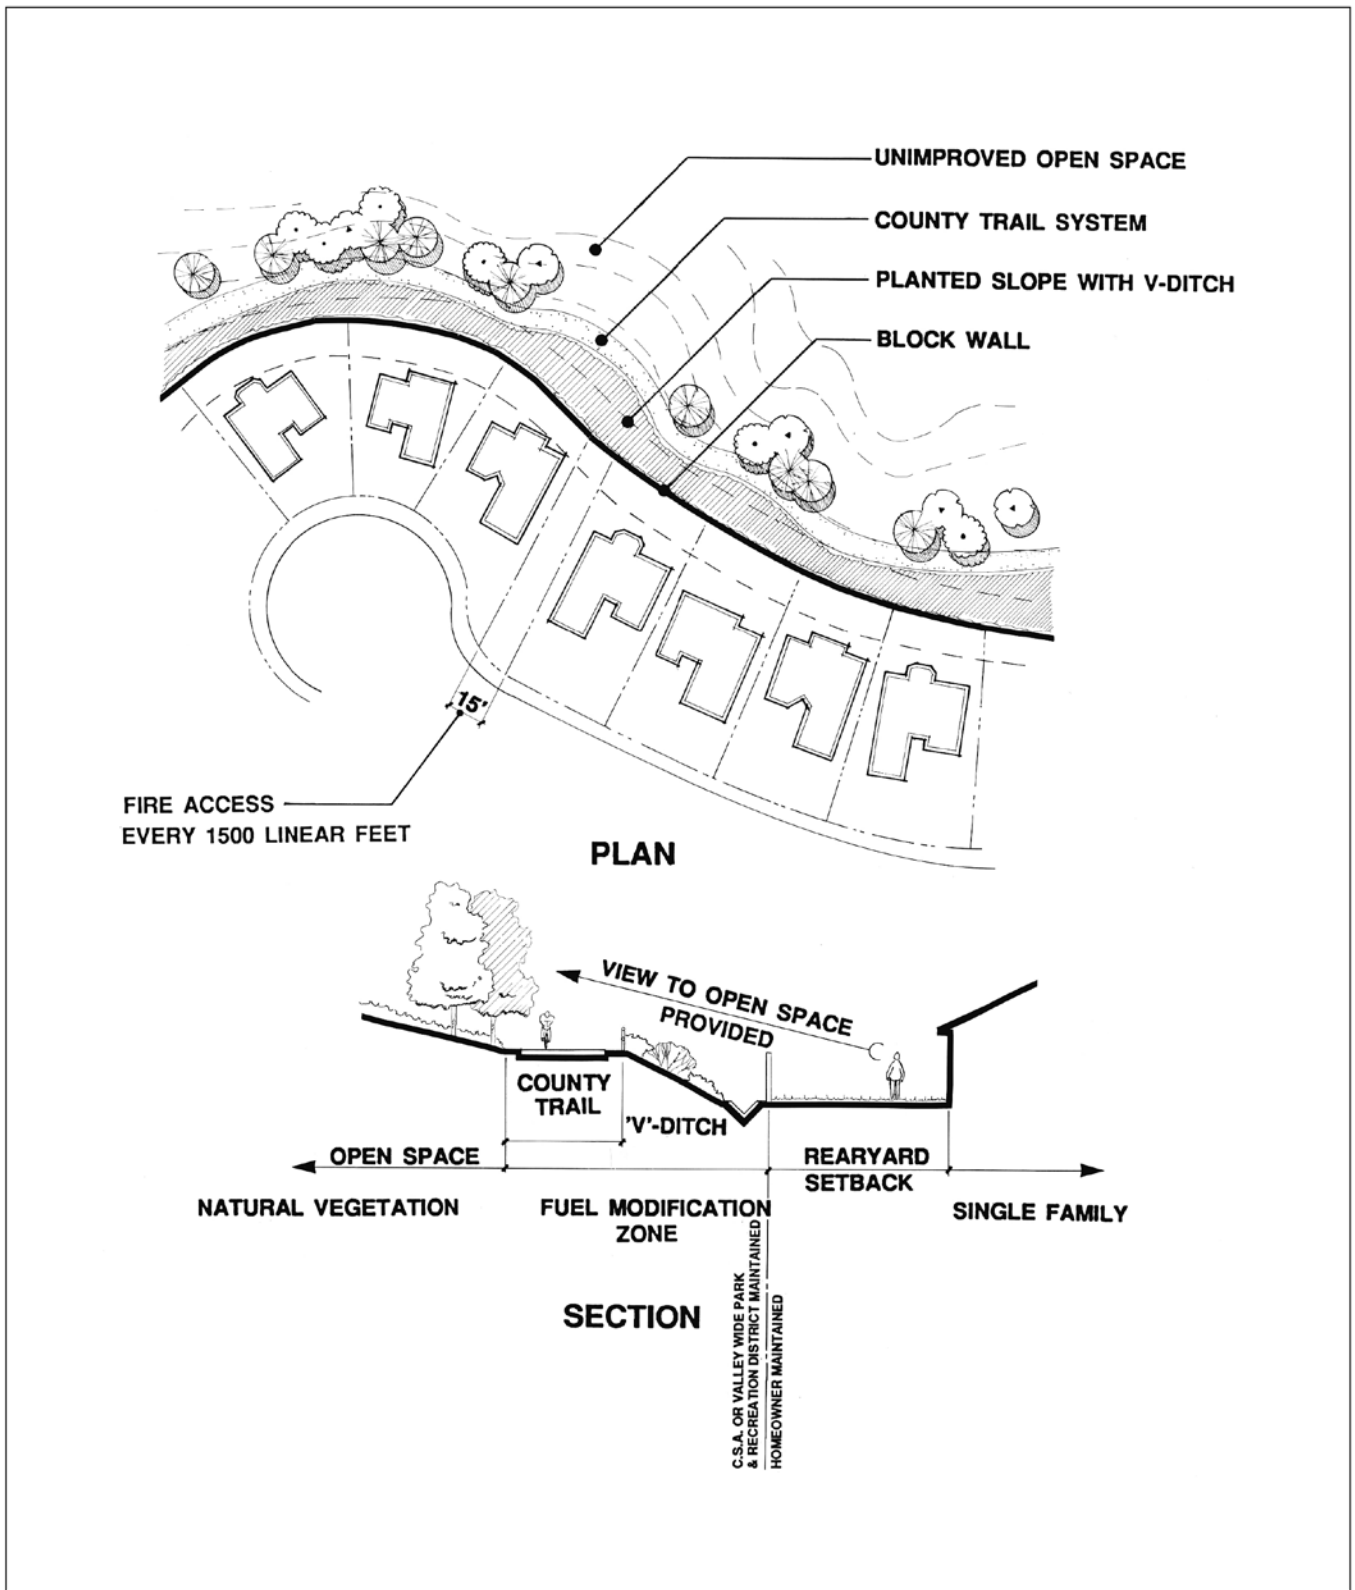 UNIMPROVED OPEN SPACE
COUNTY TRAIL SYSTEM
PLANTED SLOPE WITH V-DITCH
BLOCK WALL
15'
FIRE ACCESS
EVERY 1500 LINEAR FEET
PLAN
VIEW TO OPEN SPACE
PROVIDED
COUNTY
TRAIL
'V'-DITCH
OPEN SPACE
REARYARD
SETBACK
NATURAL VEGETATION
FUEL MODIFICATION
ZONE
SINGLE FAMILY
C.S.A. OR VALLEY WIDE PARK
& RECREATION DISTRICT MAINTAINED
HOMEOWNER MAINTAINED
SECTION